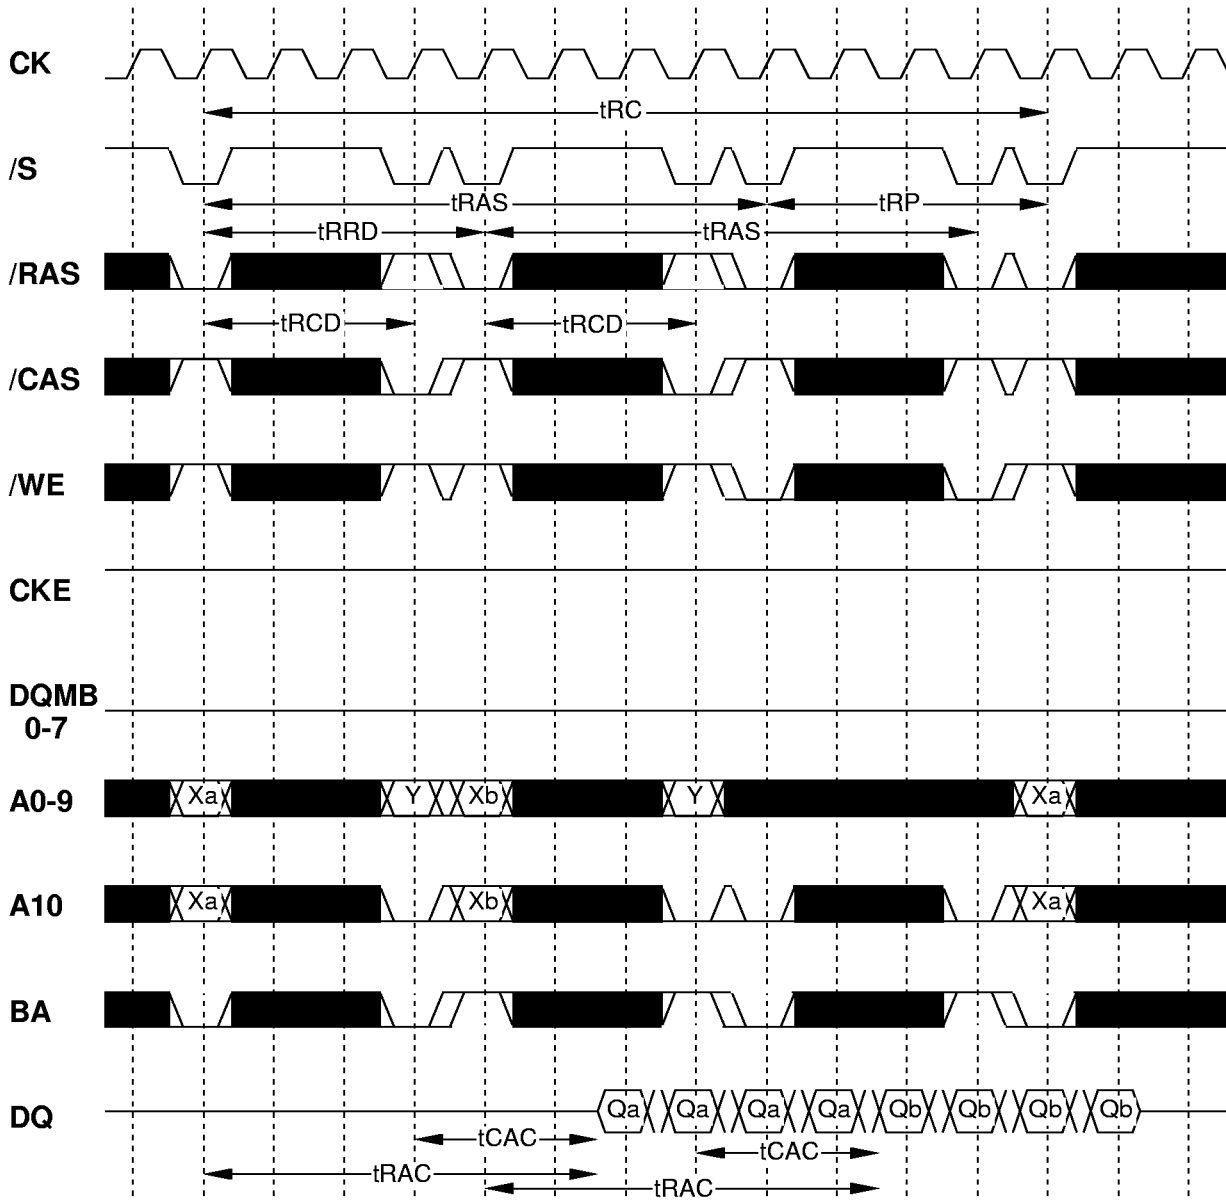 CK
tRC
/S
tRAS
tRP
tRRD
tRAS
/RAS
tRCD
tRCD
/CAS
/WE
CKE
DQMB
0-7
A0-9 Xa Y Xb Y Xa
A10 Xa Xb Xa
BA
DQ Qa Qa Qa Qa Qb Qb Qb Qb
tCAC
tCAC
tRAC
tRAC